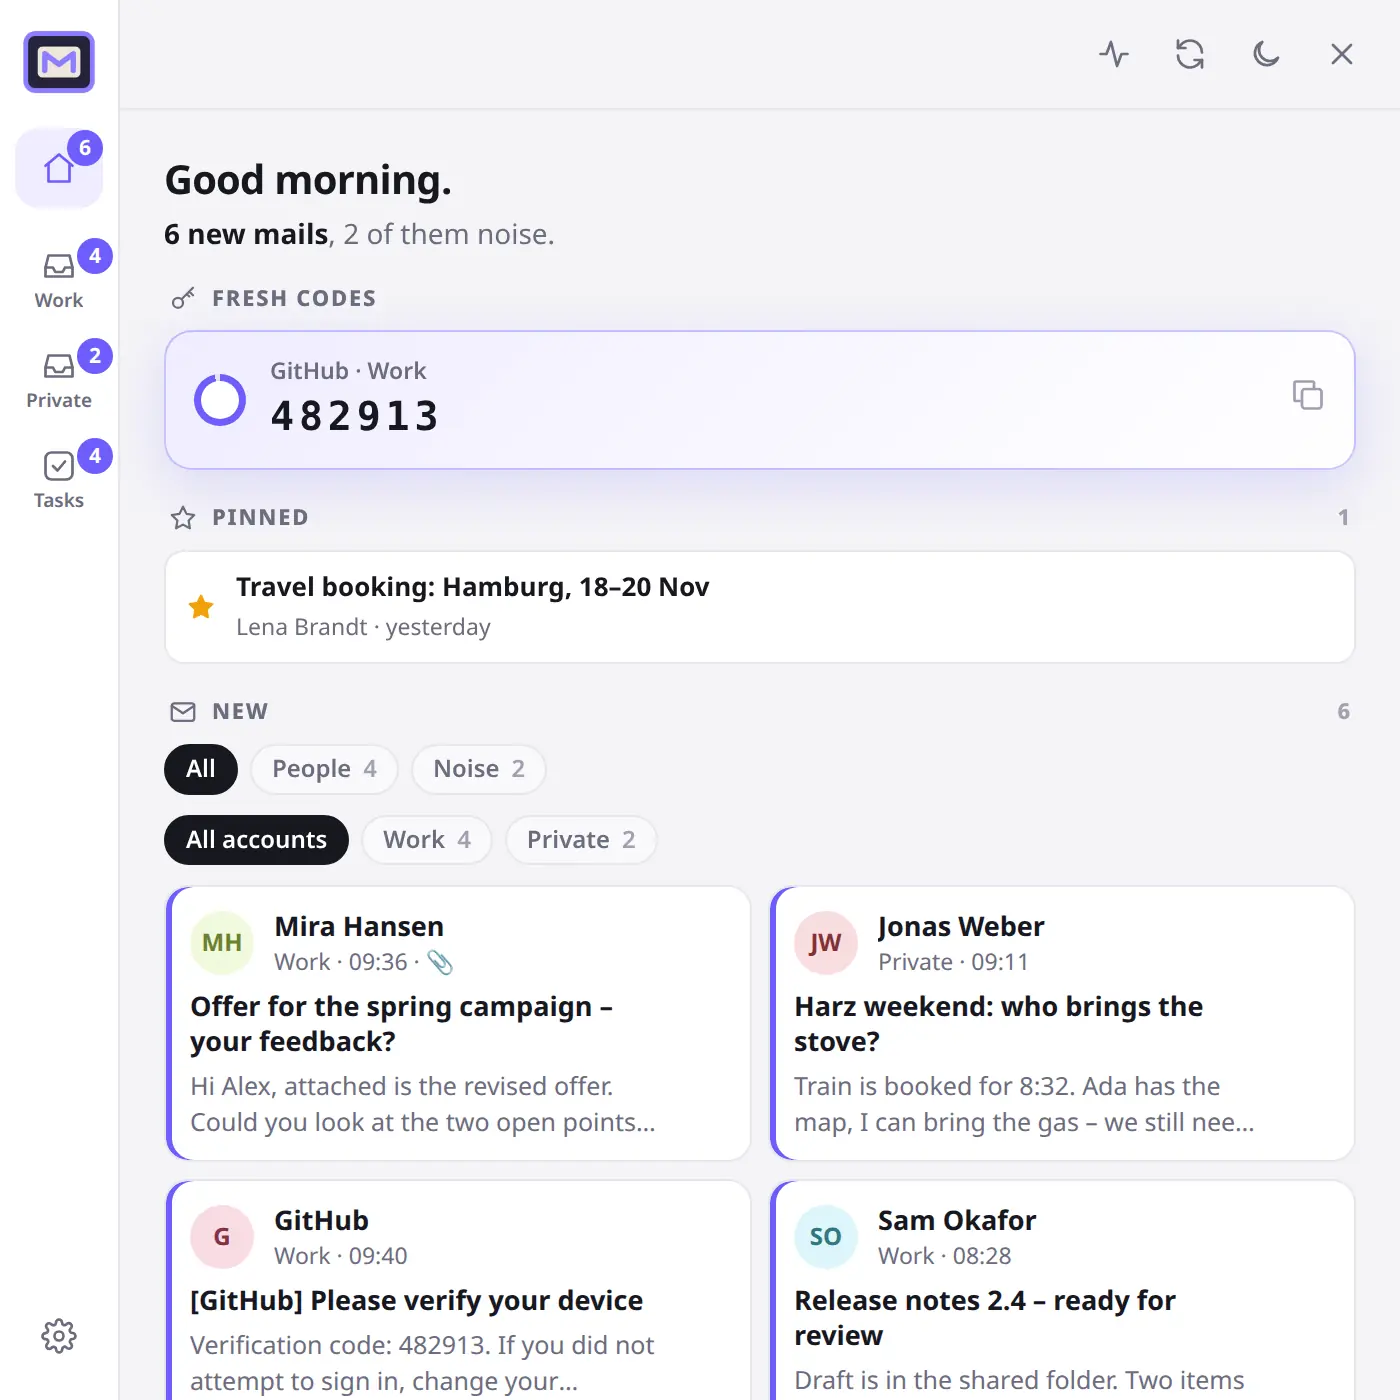 M
6
4
Work
2
Private
4
Tasks
Good morning.
6 new mails, 2 of them noise.
FRESH CODES
GitHub · Work
482913
PINNED
1
Travel booking: Hamburg, 18–20 Nov
Lena Brandt · yesterday
NEW
6
All
People 4
Noise 2
All accounts
Work 4
Private 2
MH
Mira Hansen
Work · 09:36 · 📎
Offer for the spring campaign –
your feedback?
Hi Alex, attached is the revised offer.
Could you look at the two open points...
JW
Jonas Weber
Private · 09:11
Harz weekend: who brings the
stove?
Train is booked for 8:32. Ada has the
map, I can bring the gas – we still nee...
G
GitHub
Work · 09:40
[GitHub] Please verify your device
Verification code: 482913. If you did not
attempt to sign in, change your...
SO
Sam Okafor
Work · 08:28
Release notes 2.4 – ready for
review
Draft is in the shared folder. Two items